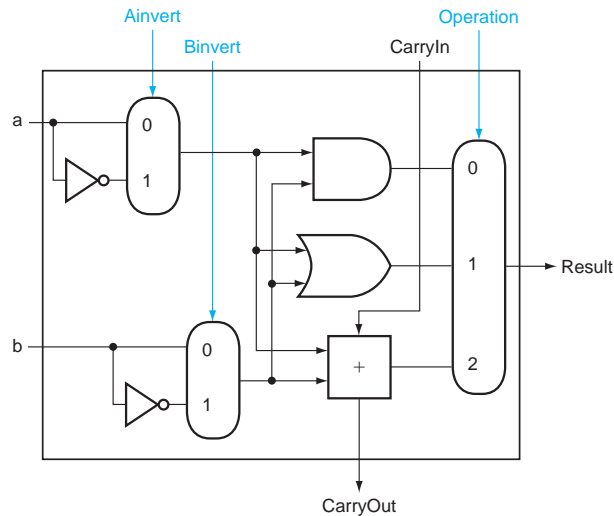 Ainvert
Operation
Binvert
CarryIn
a
0
1
0
1
Result
b
0
1
2
+
CarryOut